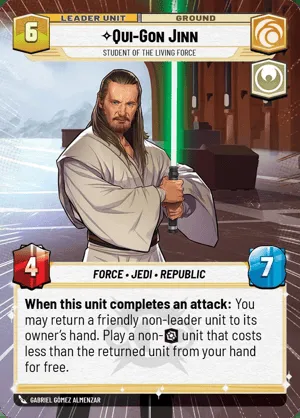 LEADER UNIT
GROUND
6
✧QUI-GON JINN
STUDENT OF THE LIVING FORCE
4
7
FORCE • JEDI • REPUBLIC
When this unit completes an attack: You
may return a friendly non-leader unit to its
owner's hand. Play a non- unit that costs
less than the returned unit from your hand
for free.
GABRIEL GÓMEZ ALMENZAR